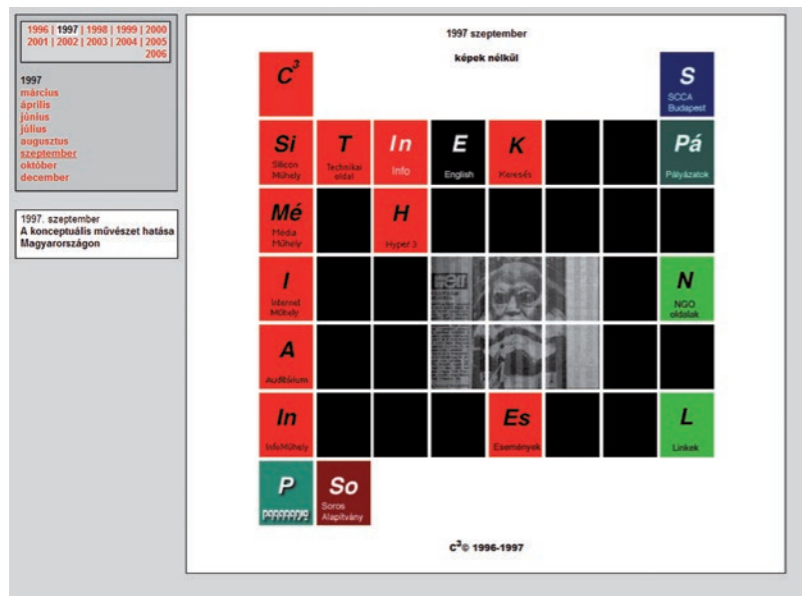 1996 | 1997 | 1998 | 1999 | 2000
2001 | 2002 | 2003 | 2004 | 2005
2006
1997
március
április
június
július
augusztus
szeptember
október
december
1997. szeptember
A konceptuális művészet hatása
Magyarországon
1997 szeptember
képek nélkül
C³
S
SCCA
Budapest
Si
Silicon
Műhely
T
Technikai
oldal
In
Info
E
English
K
Keresés
Pá
Pályázatok
Mé
Média
Műhely
H
Hyper 3
I
Internet
Műhely
N
NGO
oldalak
A
Auditórium
In
InfoMűhely
Es
Események
L
Linkek
P
So
Soros
Alapítvány
C³© 1996-1997